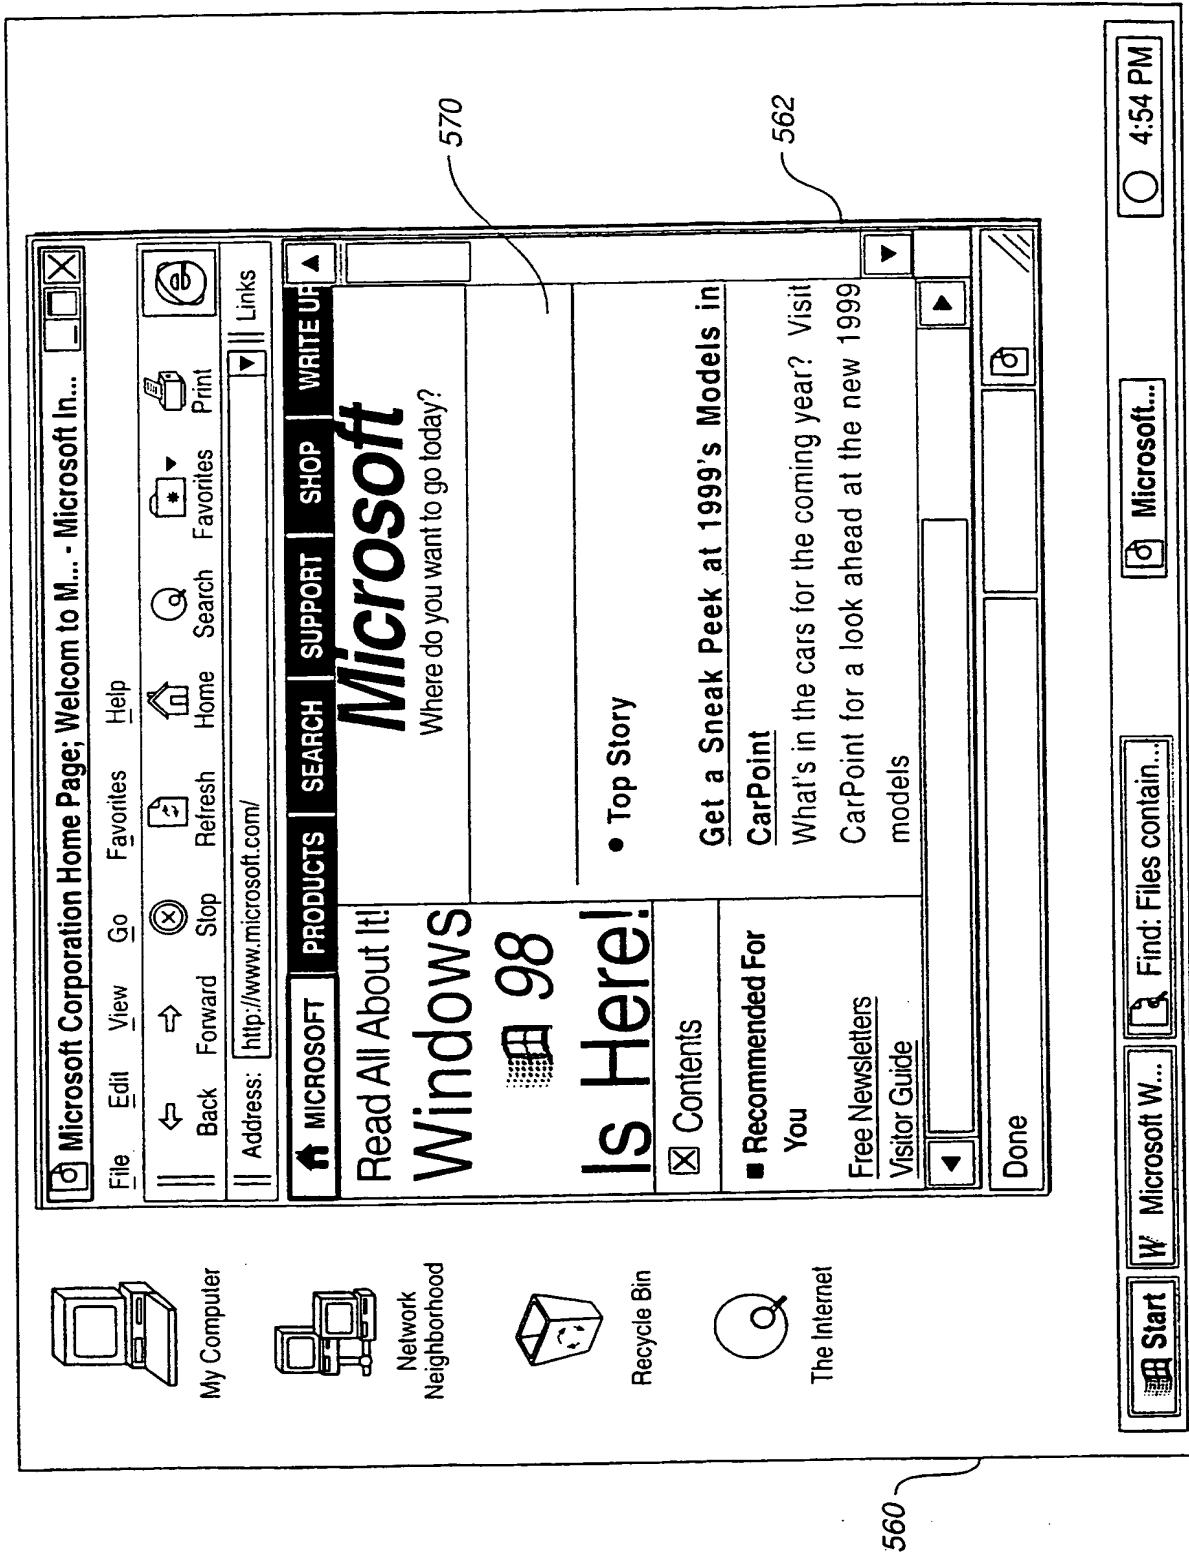 Microsoft Corporation Home Page; Welcom to M... - Microsoft In...
File Edit View Go Favorites Help
Back Forward Stop Refresh Home Search Favorites Print
Address: http://www.microsoft.com/ Links
MICROSOFT PRODUCTS SEARCH SUPPORT SHOP WRITE UP
Read All About It!
Windows
98
Is Here!
Contents
Recommended For
You
Free Newsletters
Visitor Guide
Microsoft
Where do you want to go today?
• Top Story
Get a Sneak Peek at 1999's Models in
CarPoint
What's in the cars for the coming year? Visit
CarPoint for a look ahead at the new 1999
models
Done
My Computer
Network
Neighborhood
Recycle Bin
The Internet
Start W Microsoft W... Find: Files contain... Microsoft... 4:54 PM
570
562
560